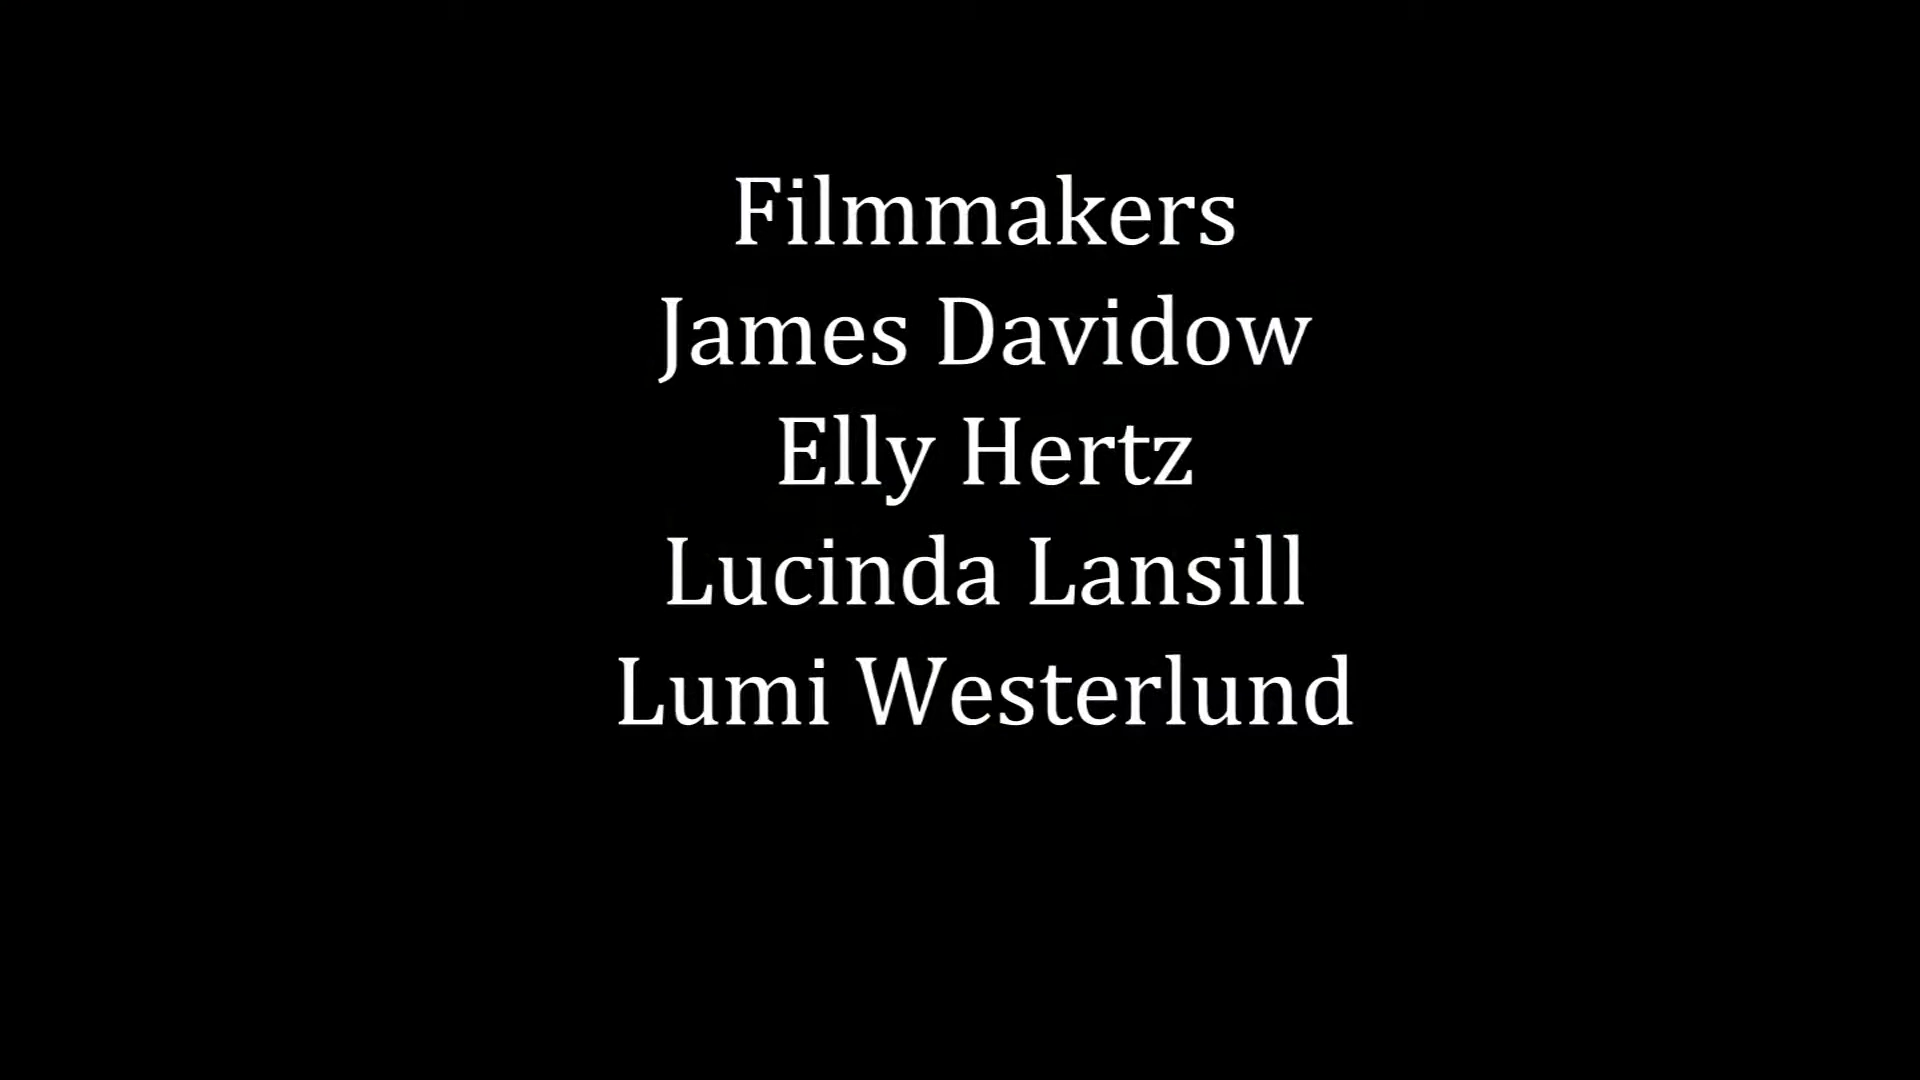 Filmmakers
James Davidow
Elly Hertz
Lucinda Lansill
Lumi Westerlund